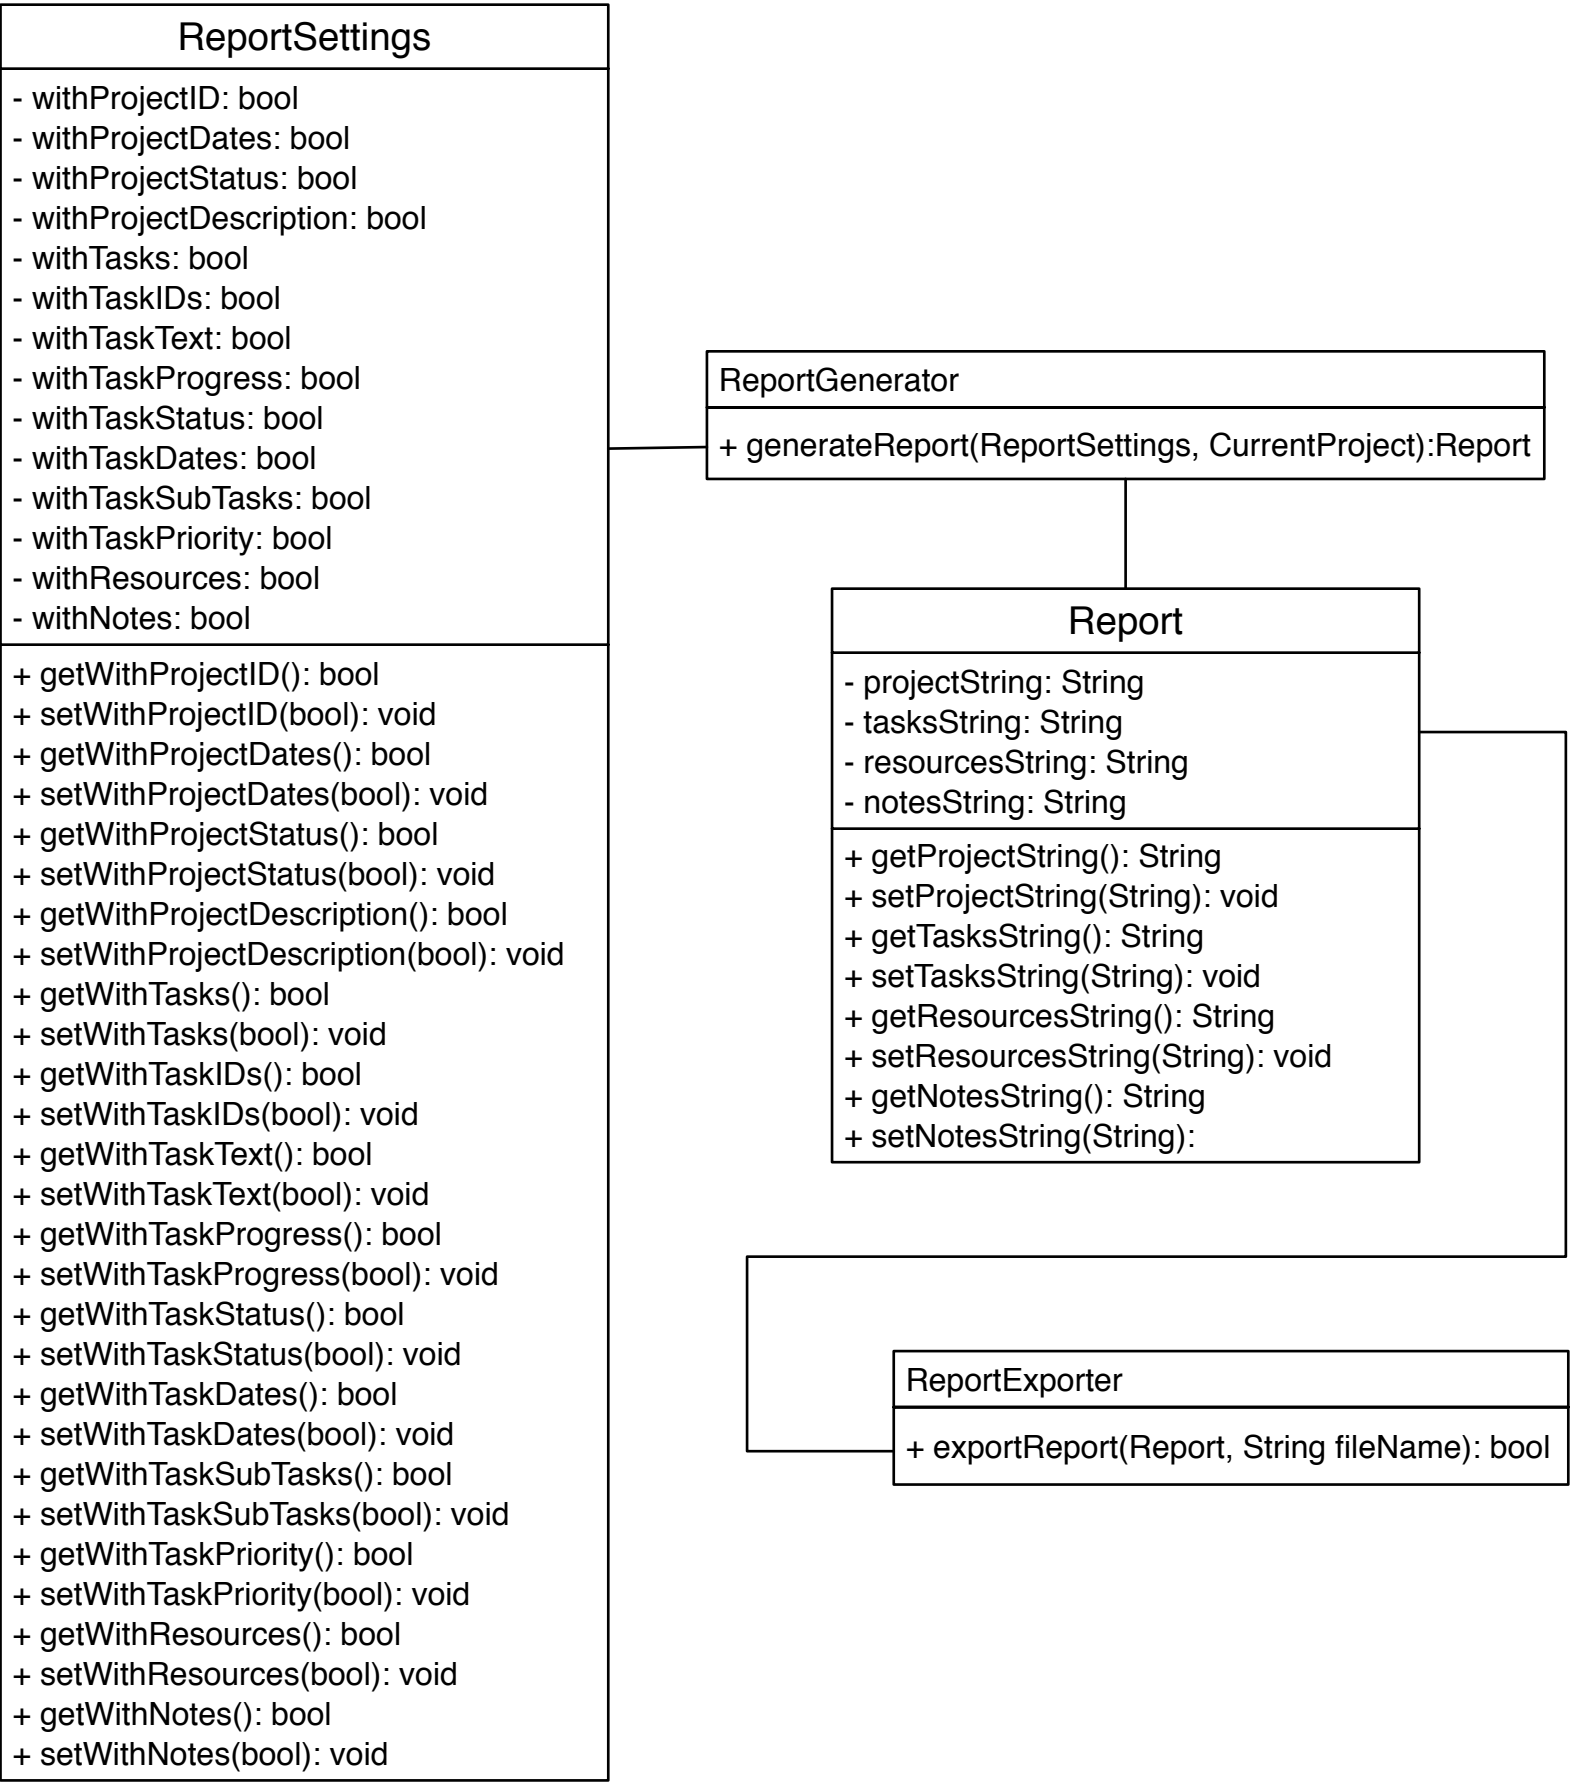 ReportSettings
- withProjectID: bool
- withProjectDates: bool
- withProjectStatus: bool
- withProjectDescription: bool
- withTasks: bool
- withTaskIDs: bool
- withTaskText: bool
- withTaskProgress: bool
- withTaskStatus: bool
- withTaskDates: bool
- withTaskSubTasks: bool
- withTaskPriority: bool
- withResources: bool
- withNotes: bool
+ getWithProjectID(): bool
+ setWithProjectID(bool): void
+ getWithProjectDates(): bool
+ setWithProjectDates(bool): void
+ getWithProjectStatus(): bool
+ setWithProjectStatus(bool): void
+ getWithProjectDescription(): bool
+ setWithProjectDescription(bool): void
+ getWithTasks(): bool
+ setWithTasks(bool): void
+ getWithTaskIDs(): bool
+ setWithTaskIDs(bool): void
+ getWithTaskText(): bool
+ setWithTaskText(bool): void
+ getWithTaskProgress(): bool
+ setWithTaskProgress(bool): void
+ getWithTaskStatus(): bool
+ setWithTaskStatus(bool): void
+ getWithTaskDates(): bool
+ setWithTaskDates(bool): void
+ getWithTaskSubTasks(): bool
+ setWithTaskSubTasks(bool): void
+ getWithTaskPriority(): bool
+ setWithTaskPriority(bool): void
+ getWithResources(): bool
+ setWithResources(bool): void
+ getWithNotes(): bool
+ setWithNotes(bool): void
ReportGenerator
+ generateReport(ReportSettings, CurrentProject):Report
Report
- projectString: String
- tasksString: String
- resourcesString: String
- notesString: String
+ getProjectString(): String
+ setProjectString(String): void
+ getTasksString(): String
+ setTasksString(String): void
+ getResourcesString(): String
+ setResourcesString(String): void
+ getNotesString(): String
+ setNotesString(String):
ReportExporter
+ exportReport(Report, String fileName): bool